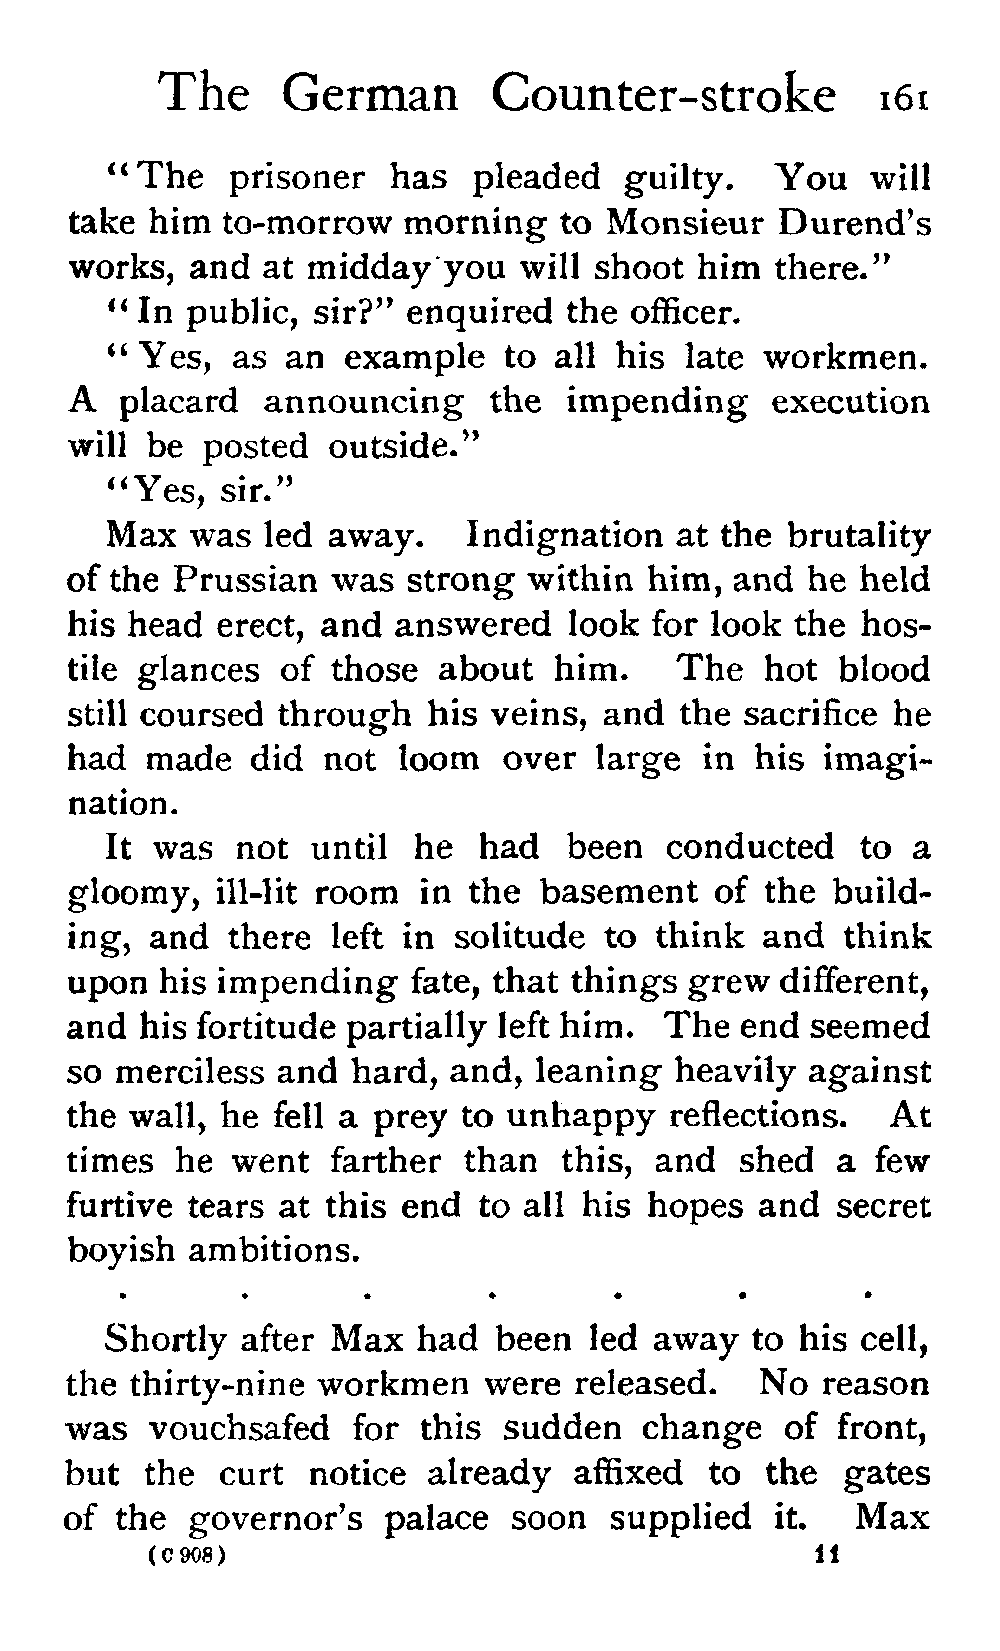 The German Counter-stroke 161
“The prisoner has pleaded guilty. You will
take him to-morrow morning to Monsieur Durend’s
works, and at midday you will shoot him there.”
“In public, sir?” enquired the officer.
“Yes, as an example to all his late workmen.
A placard announcing the impending execution
will be posted outside.”
“Yes, sir.”
Max was led away. Indignation at the brutality
of the Prussian was strong within him, and he held
his head erect, and answered look for look the hos-
tile glances of those about him. The hot blood
still coursed through his veins, and the sacrifice he
had made did not loom over large in his imagi-
nation.
It was not until he had been conducted to a
gloomy, ill-lit room in the basement of the build-
ing, and there left in solitude to think and think
upon his impending fate, that things grew different,
and his fortitude partially left him. The end seemed
so merciless and hard, and, leaning heavily against
the wall, he fell a prey to unhappy reflections. At
times he went farther than this, and shed a few
furtive tears at this end to all his hopes and secret
boyish ambitions.
. . . . . . .
Shortly after Max had been led away to his cell,
the thirty-nine workmen were released. No reason
was vouchsafed for this sudden change of front,
but the curt notice already affixed to the gates
of the governor’s palace soon supplied it. Max
(C 908) 11